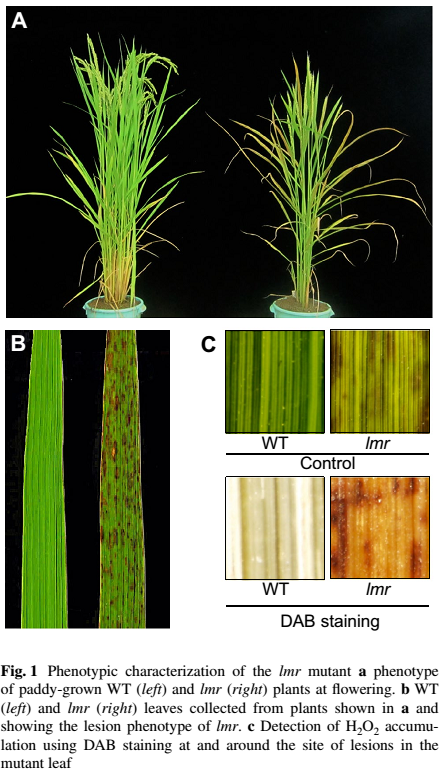 A
B
C
WT lmr
Control
WT lmr
DAB staining
Fig. 1 Phenotypic characterization of the lmr mutant a phenotype
of paddy-grown WT (left) and lmr (right) plants at flowering. b WT
(left) and lmr (right) leaves collected from plants shown in a and
showing the lesion phenotype of lmr. c Detection of H2O2 accumu-
lation using DAB staining at and around the site of lesions in the
mutant leaf